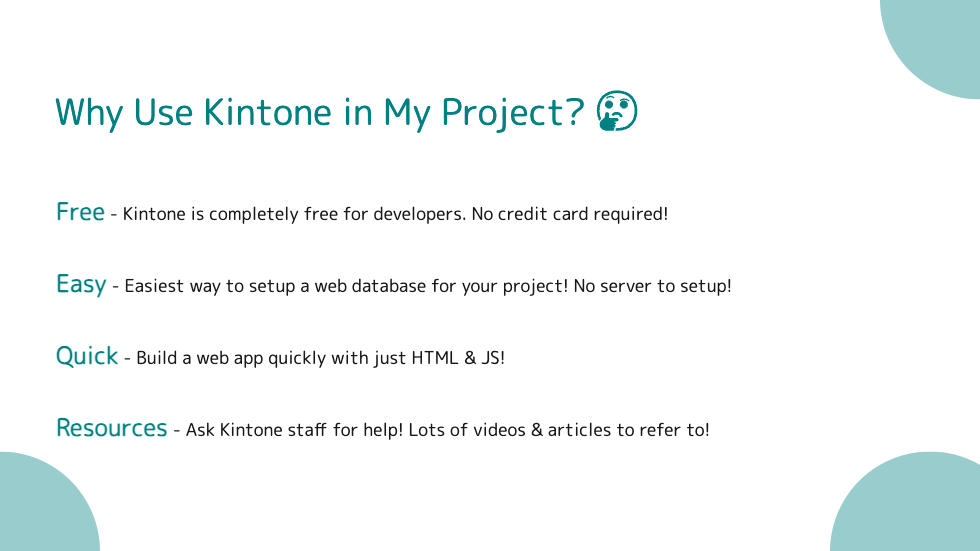 Why Use Kintone in My Project? 🤔
Free - Kintone is completely free for developers. No credit card required!
Easy - Easiest way to setup a web database for your project! No server to setup!
Quick - Build a web app quickly with just HTML & JS!
Resources - Ask Kintone staff for help! Lots of videos & articles to refer to!